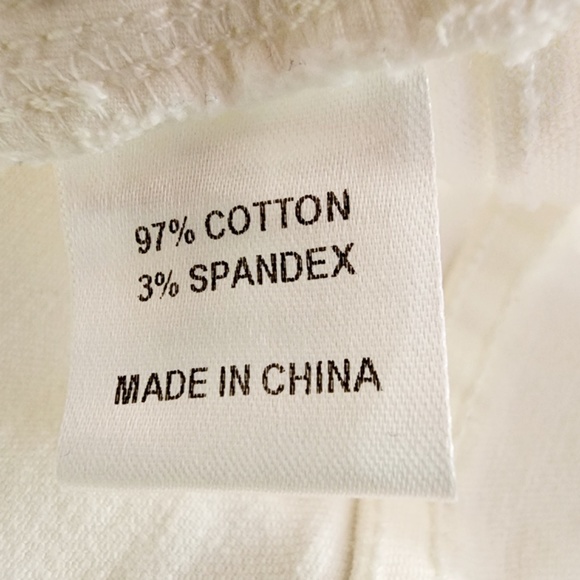 97% COTTON
3% SPANDEX
MADE IN CHINA